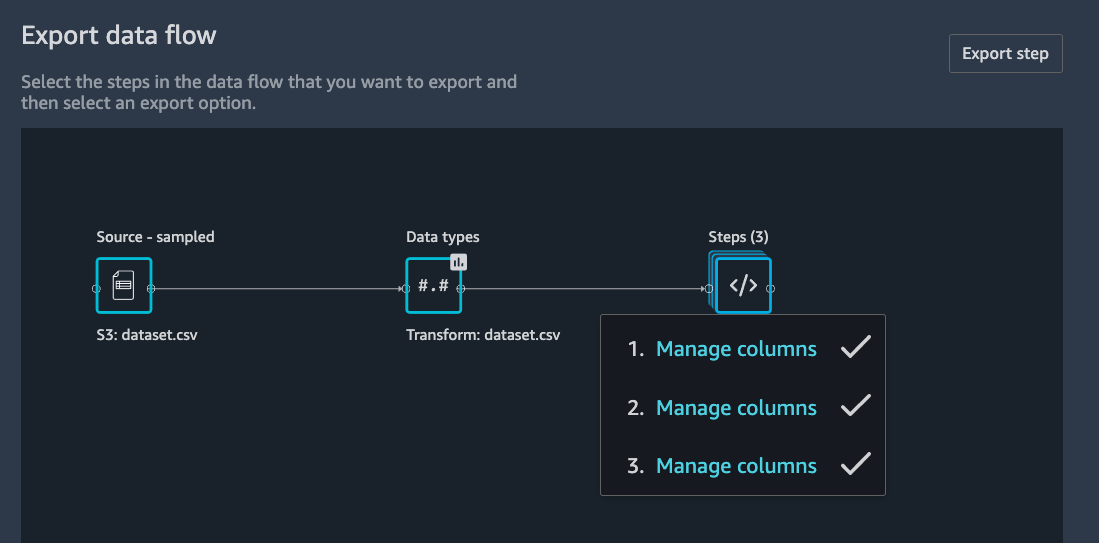 Export data flow
Export step
Select the steps in the data flow that you want to export and
then select an export option.
Source - sampled
Data types
Steps (3)
#.#
</>
S3: dataset.csv
Transform: dataset.csv
1. Manage columns
2. Manage columns
3. Manage columns